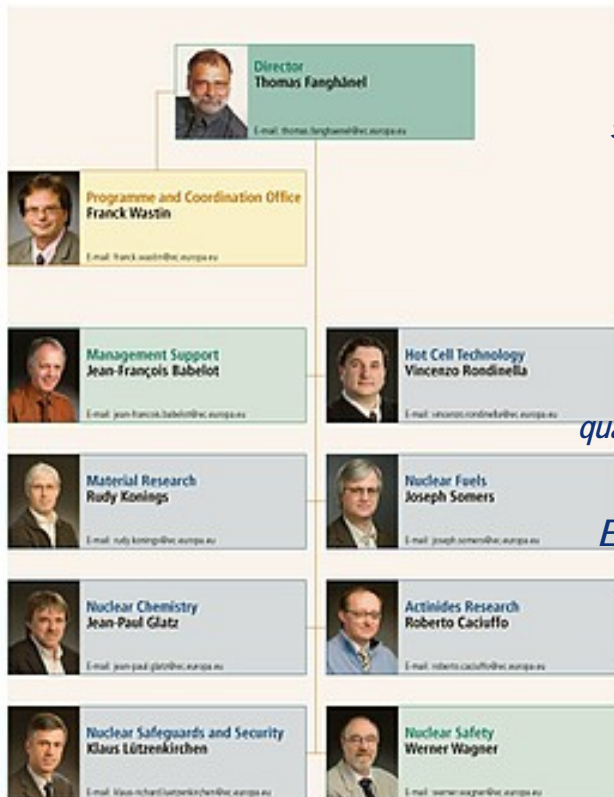 Director
Thomas Fanghänel
E-mail: thomas.fanghaenel@ec.europa.eu
Programme and Coordination Office
Franck Wastin
E-mail: franck.wastin@ec.europa.eu
Management Support
Jean-François Babelot
E-mail: jean-francois.babelot@ec.europa.eu
Hot Cell Technology
Vincenzo Rondinella
E-mail: vincenzo.rondinella@ec.europa.eu
qua
Material Research
Rudy Konings
E-mail: rudy.konings@ec.europa.eu
Nuclear Fuels
Joseph Somers
E-mail: joseph.somers@ec.europa.eu
E
Nuclear Chemistry
Jean-Paul Glatz
E-mail: jean-paul.glatz@ec.europa.eu
Actinides Research
Roberto Caciuffo
E-mail: roberto.caciuffo@ec.europa.eu
Nuclear Safeguards and Security
Klaus Lützenkirchen
E-mail: klaus-richard.luetzenkirchen@ec.europa.eu
Nuclear Safety
Werner Wagner
E-mail: werner.wagner@ec.europa.eu